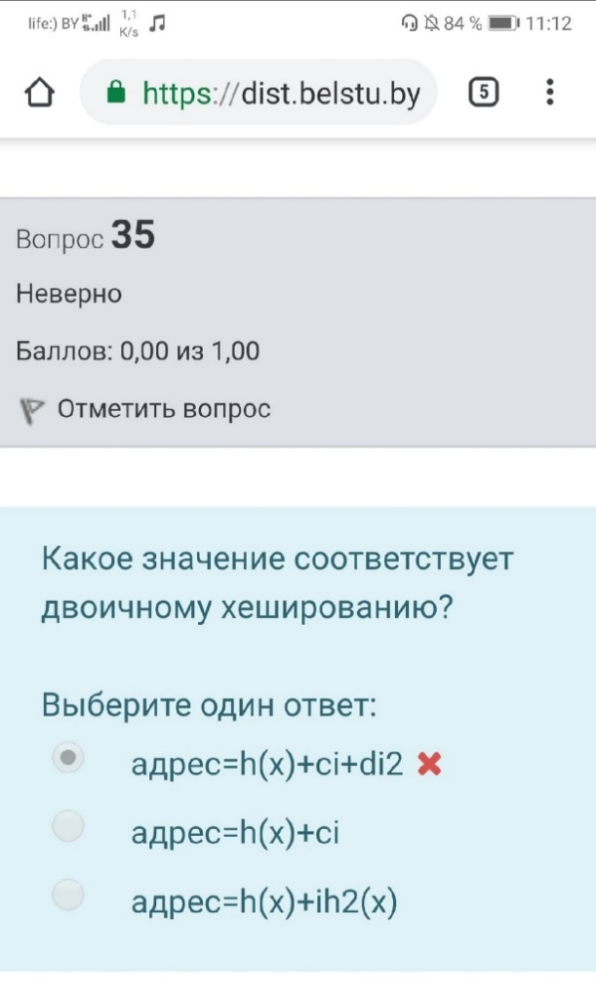 life:) BY H+ 1,1 K/s 84 % 11:12
https://dist.belstu.by 5
Вопрос 35
Неверно
Баллов: 0,00 из 1,00
Отметить вопрос
Какое значение соответствует
двоичному хешированию?
Выберите один ответ:
адрес=h(x)+ci+di2
адрес=h(x)+ci
адрес=h(x)+ih2(x)